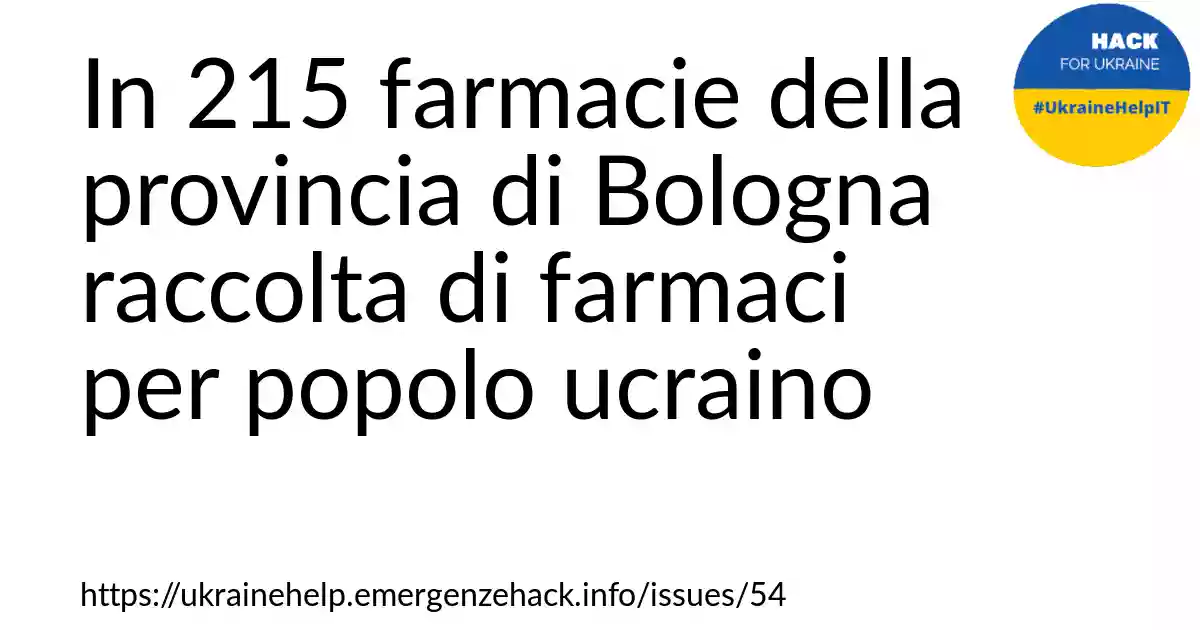 In 215 farmacie della
provincia di Bologna
raccolta di farmaci
per popolo ucraino
HACK
FOR UKRAINE
#UkraineHelpIT
https://ukrainehelp.emergenzehack.info/issues/54